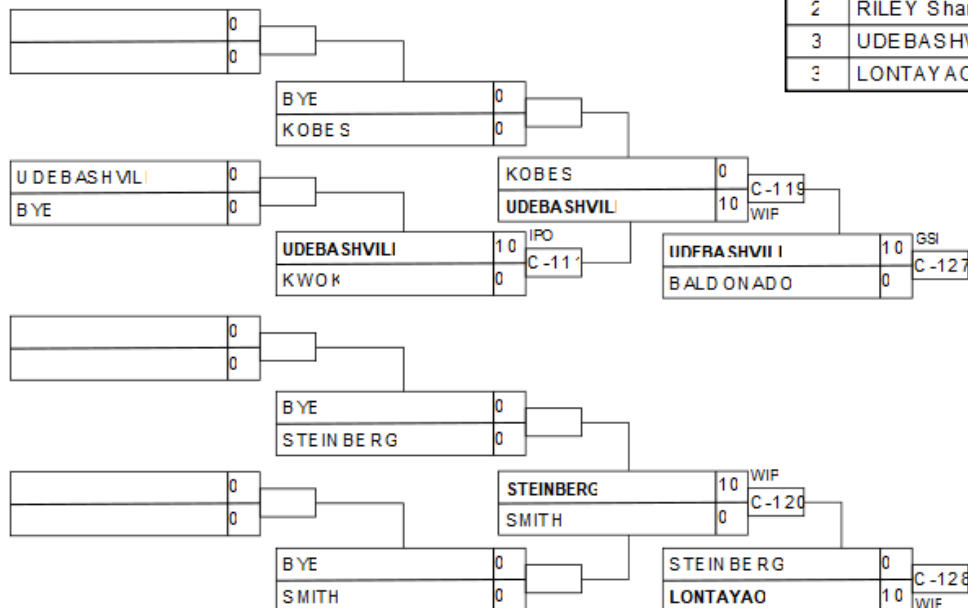 0
0
2 RILEY Shar
3 UDEBASHV
3 LONTAYAO
BYE 0
KOBES 0
UDEBASHVILI 0
BYE 0
KOBES 0
UDEBASHVILI 10
C-119
WIF
UDEBASHVILI 10
KWOK 0
IPO
C-111
UDEBASHVILI 10
BALDONADO 0
GSI
C-127
0
0
BYE 0
STEINBERG 0
0
0
STEINBERG 10
SMITH 0
WIF
C-120
BYE 0
SMITH 0
STEINBERG 0
LONTAYAO 10
C-128
WIF